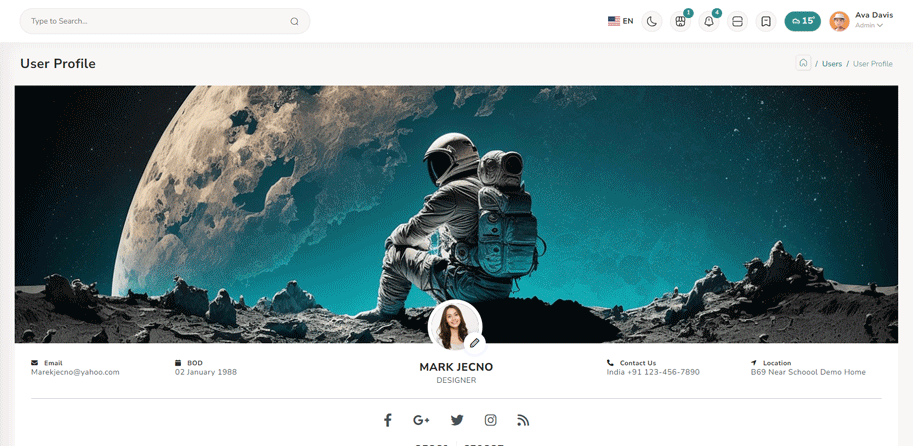 Type to Search...
EN
1
4
15°
Ava Davis
Admin
User Profile
/ Users / User Profile
Email
Marekjecno@yahoo.com
BOD
02 January 1988
MARK JECNO
DESIGNER
Contact Us
India +91 123-456-7890
Location
B69 Near Schoool Demo Home
G+